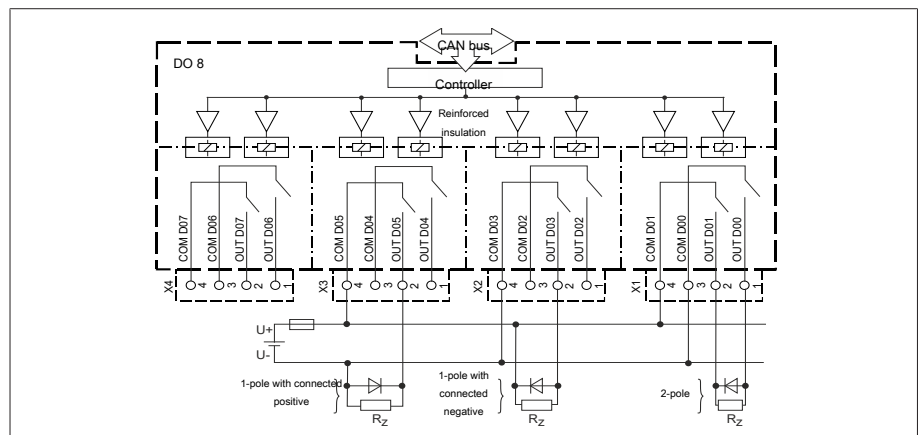 CAN bus
DO 8
Controller
Reinforced
insulation
COM D07
COM D06
OUT D07
OUT D06
COM D05
COM D04
OUT D05
OUT D04
COM D03
COM D02
OUT D03
OUT D02
COM D01
COM D00
OUT D01
OUT D00
X4 4 3 2 1
X3 4 3 2 1
X2 4 3 2 1
X1 4 3 2 1
U+
U-
1-pole with connected
positive
RZ
1-pole with
connected
negative
RZ
2-pole
RZ